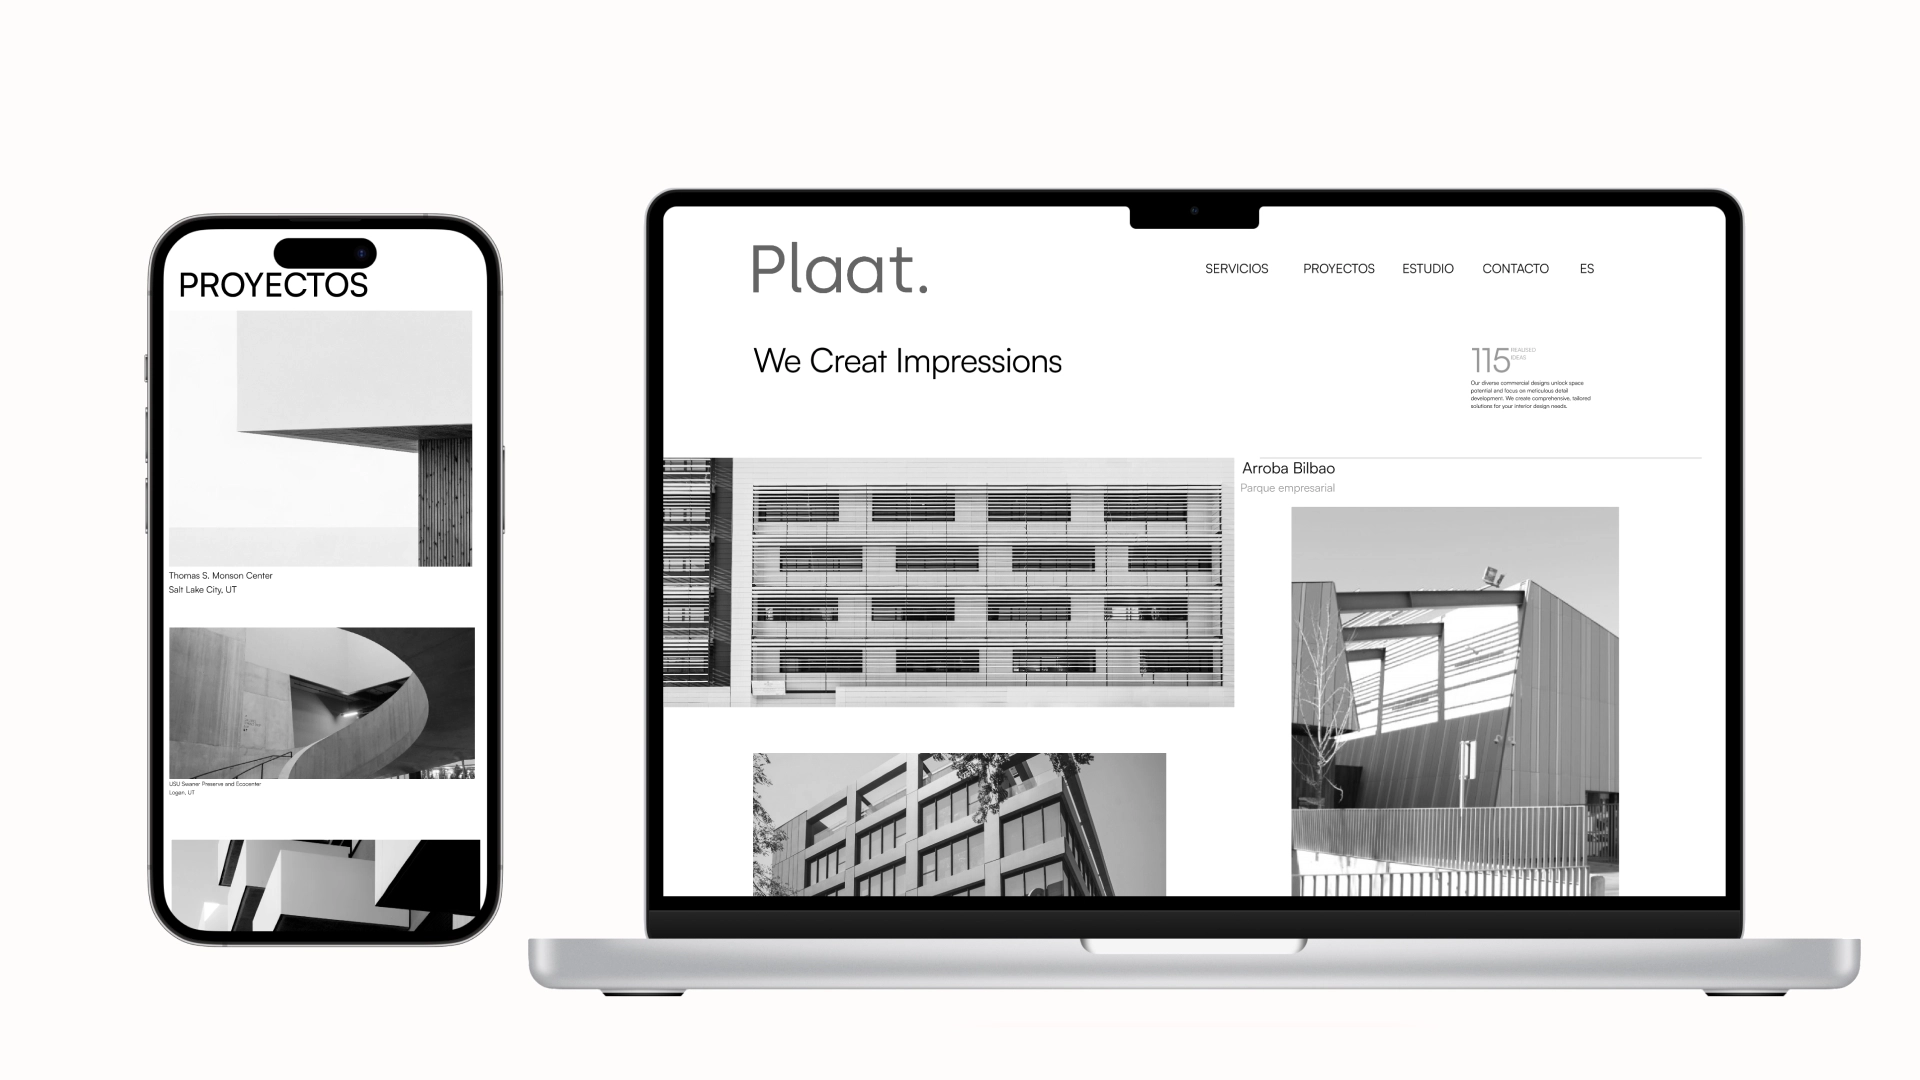 PROYECTOS
Thomas S. Monson Center
Salt Lake City, UT
USU Swaner Preserve and Ecocenter
Logan, UT
Plaat.
SERVICIOS PROYECTOS ESTUDIO CONTACTO ES
We Creat Impressions
115 REALISED
IDEAS
Our diverse commercial designs unlock space
potential and focus on meticulous detail
development. We create comprehensive, tailored
solutions for your interior design needs.
Arroba Bilbao
Parque empresarial